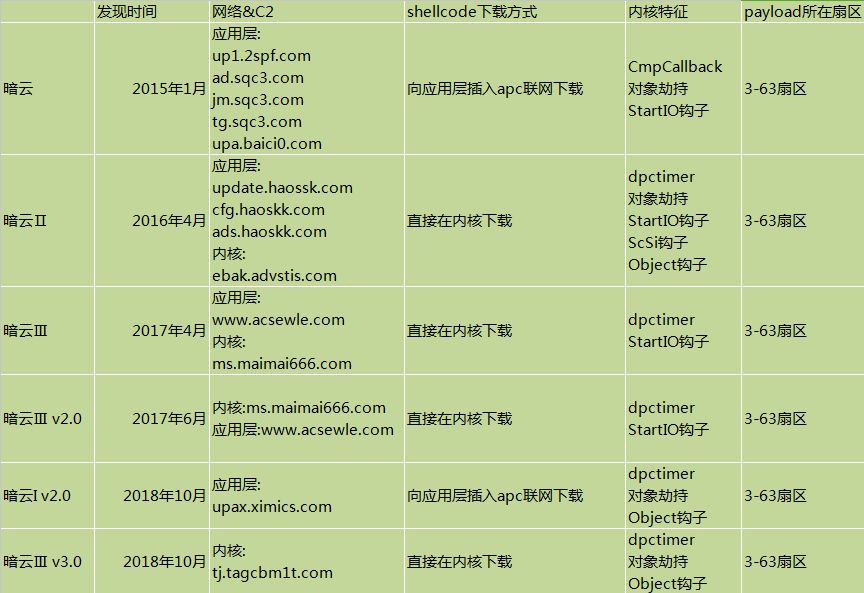 发现时间 网络&C2 shellcode下载方式 内核特征 payload所在扇区
暗云
2015年1月
应用层:
up1.2spf.com
ad.sqc3.com
jm.sqc3.com
tg.sqc3.com
upa.baici0.com
向应用层插入apc联网下载
CmpCallback
对象劫持
StartIO钩子
3-63扇区
暗云Ⅱ
2016年4月
应用层:
update.haossk.com
cfg.haoskk.com
ads.haoskk.com
内核:
ebak.advstis.com
直接在内核下载
dpctimer
对象劫持
StartIO钩子
ScSi钩子
Object钩子
3-63扇区
暗云Ⅲ
2017年4月
应用层:
www.acsewle.com
内核:
ms.maimai666.com
直接在内核下载
dpctimer
StartIO钩子
3-63扇区
暗云Ⅲ v2.0
2017年6月
内核:ms.maimai666.com
应用层:www.acsewle.com
直接在内核下载
dpctimer
StartIO钩子
3-63扇区
暗云Ⅰ v2.0
2018年10月
应用层:
upax.ximics.com
向应用层插入apc联网下载
dpctimer
对象劫持
Object钩子
3-63扇区
暗云Ⅲ v3.0
2018年10月
内核:
tj.tagcbm1t.com
直接在内核下载
dpctimer
对象劫持
Object钩子
3-63扇区